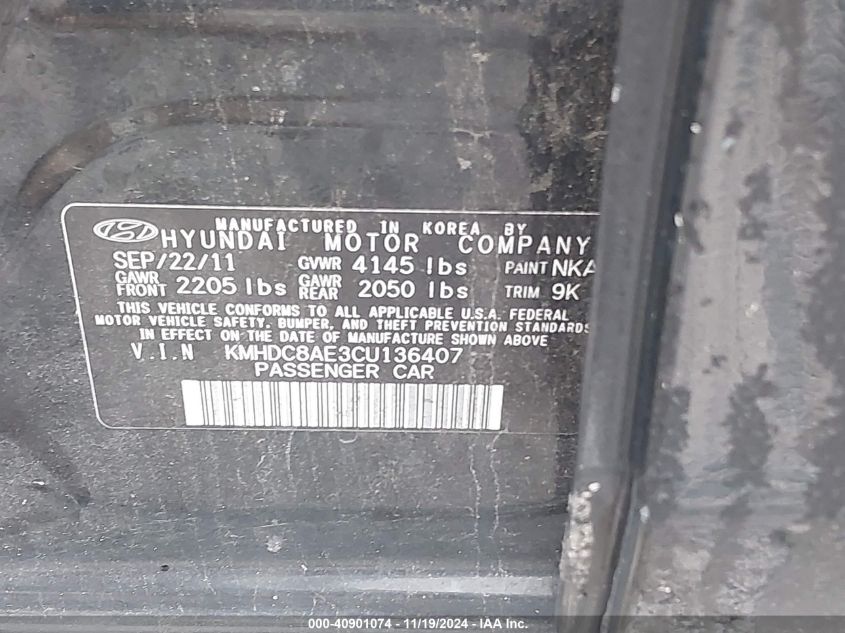 MANUFACTURED IN KOREA BY
HYUNDAI MOTOR COMPANY
SEP/22/11 GVWR 4145 lbs PAINT NKA
GAWR FRONT 2205 lbs GAWR REAR 2050 lbs TRIM 9K
THIS VEHICLE CONFORMS TO ALL APPLICABLE U.S.A. FEDERAL
MOTOR VEHICLE SAFETY, BUMPER, AND THEFT PREVENTION STANDARDS
IN EFFECT ON THE DATE OF MANUFACTURE SHOWN ABOVE
V.I.N KMHDC8AE3CU136407
PASSENGER CAR
000-40901074 - 11/19/2024 - IAA Inc.